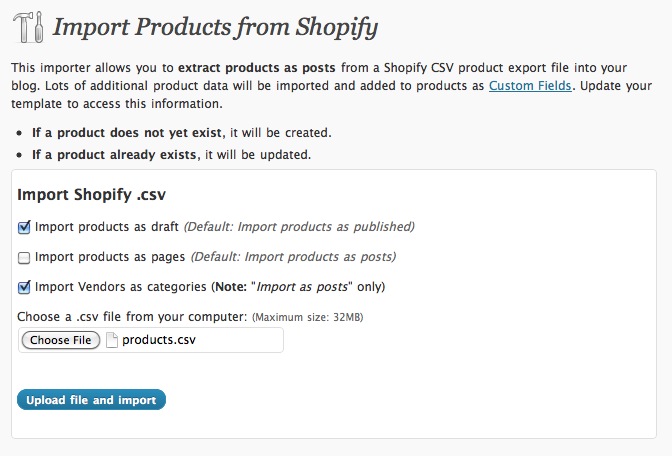 Import Products from Shopify
This importer allows you to extract products as posts from a Shopify CSV product export file into your
blog. Lots of additional product data will be imported and added to products as Custom Fields. Update your
template to access this information.
• If a product does not yet exist, it will be created.
• If a product already exists, it will be updated.
Import Shopify .csv
Import products as draft (Default: Import products as published)
Import products as pages (Default: Import products as posts)
Import Vendors as categories (Note: "Import as posts" only)
Choose a .csv file from your computer: (Maximum size: 32MB)
Choose File products.csv
Upload file and import